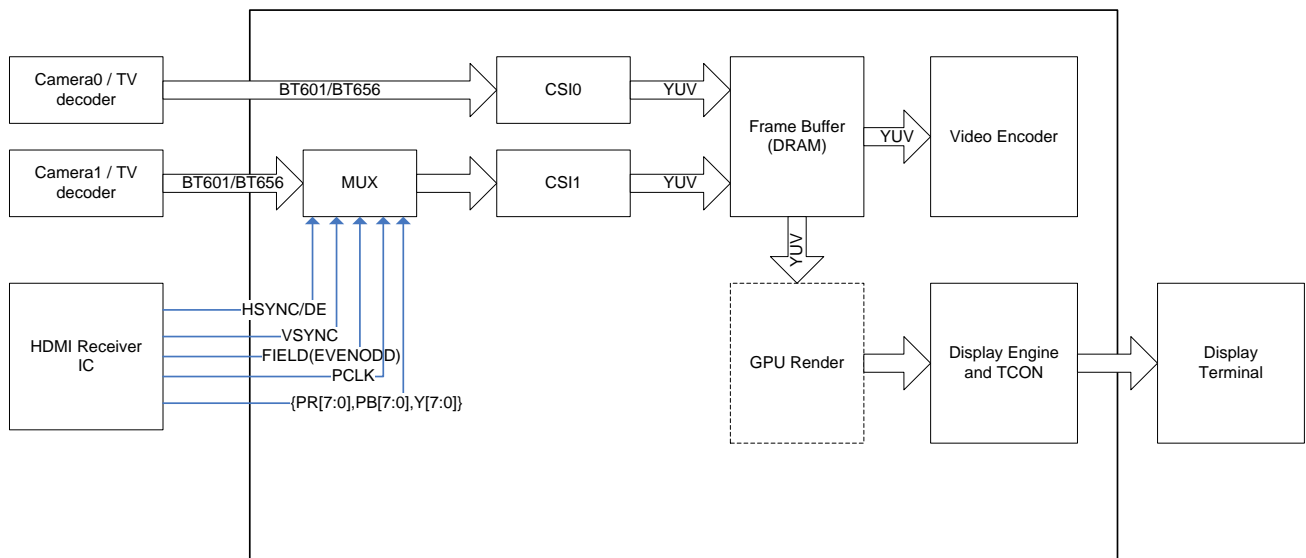 Camera0 / TV
decoder
BT601/BT656
CSI0
YUV
Frame Buffer
(DRAM)
YUV
Video Encoder
Camera1 / TV
decoder
BT601/BT656
MUX
CSI1
YUV
YUV
HDMI Receiver
IC
HSYNC/DE
VSYNC
FIELD(EVENODD)
PCLK
{PR[7:0],PB[7:0],Y[7:0]}
GPU Render
Display Engine
and TCON
Display
Terminal